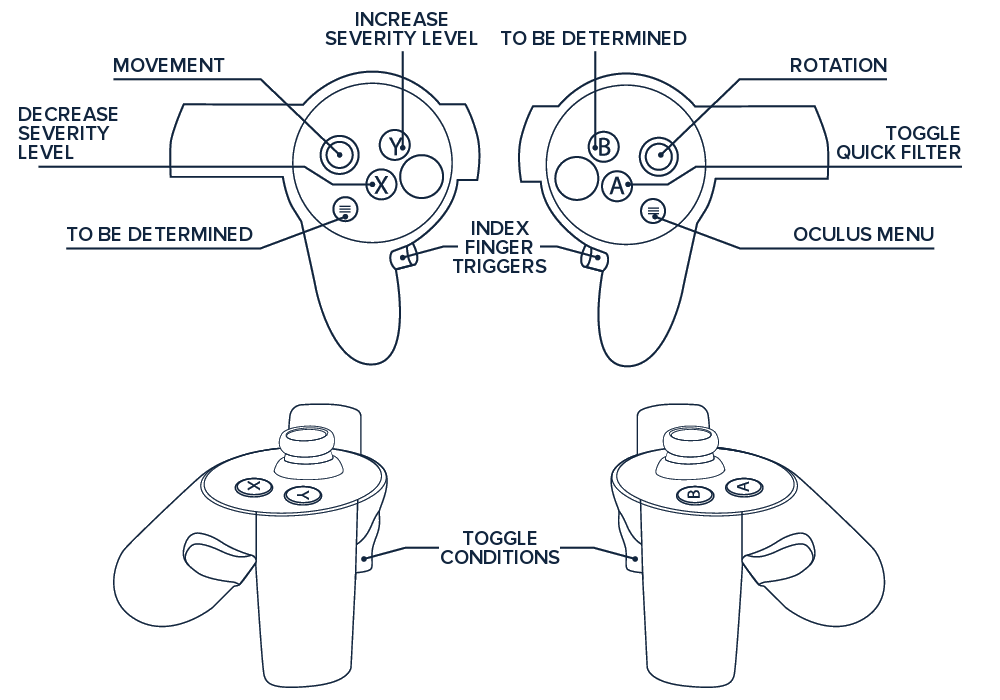 INCREASE
SEVERITY LEVEL
TO BE DETERMINED
MOVEMENT
ROTATION
DECREASE
SEVERITY
LEVEL
TOGGLE
QUICK FILTER
Y
X
B
A
TO BE DETERMINED
INDEX
FINGER
TRIGGERS
OCULUS MENU
X
Y
B
A
TOGGLE
CONDITIONS